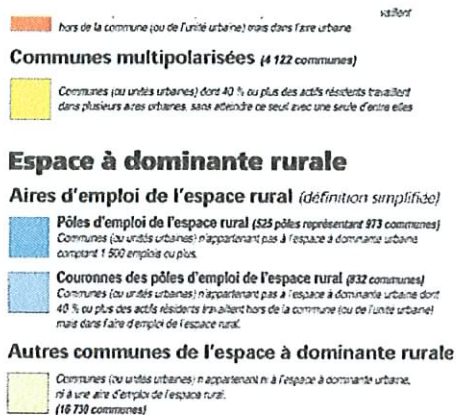 vaillent
hors de la commune (ou de l'unité urbaine) mais dans l'aire urbaine
Communes multipolarisées (4 122 communes)
Communes (ou unités urbaines) dont 40 % ou plus des actifs résidents travaillent
dans plusieurs aires urbaines, sans atteindre ce seuil avec une seule d'entre elles
Espace à dominante rurale
Aires d'emploi de l'espace rural (définition simplifiée)
Pôles d'emploi de l'espace rural (525 pôles représentant 973 communes)
Communes (ou unités urbaines) n'appartenant pas à l'espace à dominante urbaine
comptant 1 500 emplois ou plus.
Couronnes des pôles d'emploi de l'espace rural (832 communes)
Communes (ou unités urbaines) n'appartenant pas à l'espace à dominante urbaine dont
40 % ou plus des actifs résidents travaillent hors de la commune (ou de l'unité urbaine)
mais dans l'aire d'emploi de l'espace rural.
Autres communes de l'espace à dominante rurale
Communes (ou unités urbaines) n'appartenant ni à l'espace à dominante urbaine,
ni à une aire d'emploi de l'espace rural.
(16 730 communes)